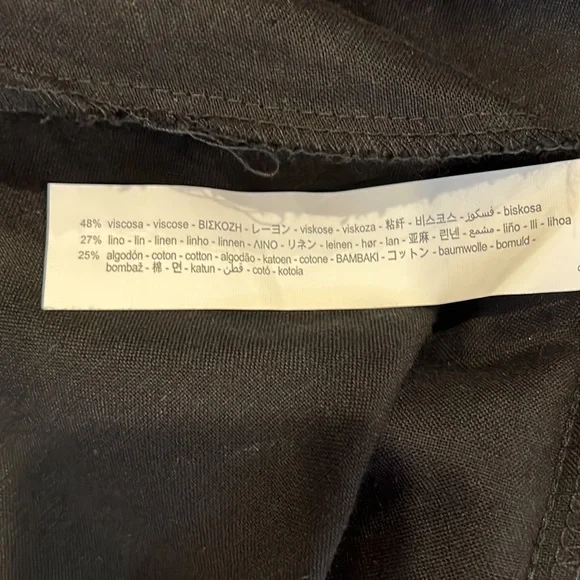 48% viscosa - viscose - ΒΙΣΚΟΖΗ - レーヨン - viskose - viskoza - 粘纤 - 비스코스 - فسكوز - biskosa
27% lino - lin - linen - linho - linnen - ΛΙΝΟ - リネン - leinen - hør - lan - 亚麻 - 린넨 - مشمع - liño - lli - lihoa
25% algodón - coton - cotton - algodão - katoen - cotone - ΒΑΜΒΑΚΙ - コットン - baumwolle - bomuld -
bombaž - 棉 - 면 - katun - قطن - cotó - kotoia